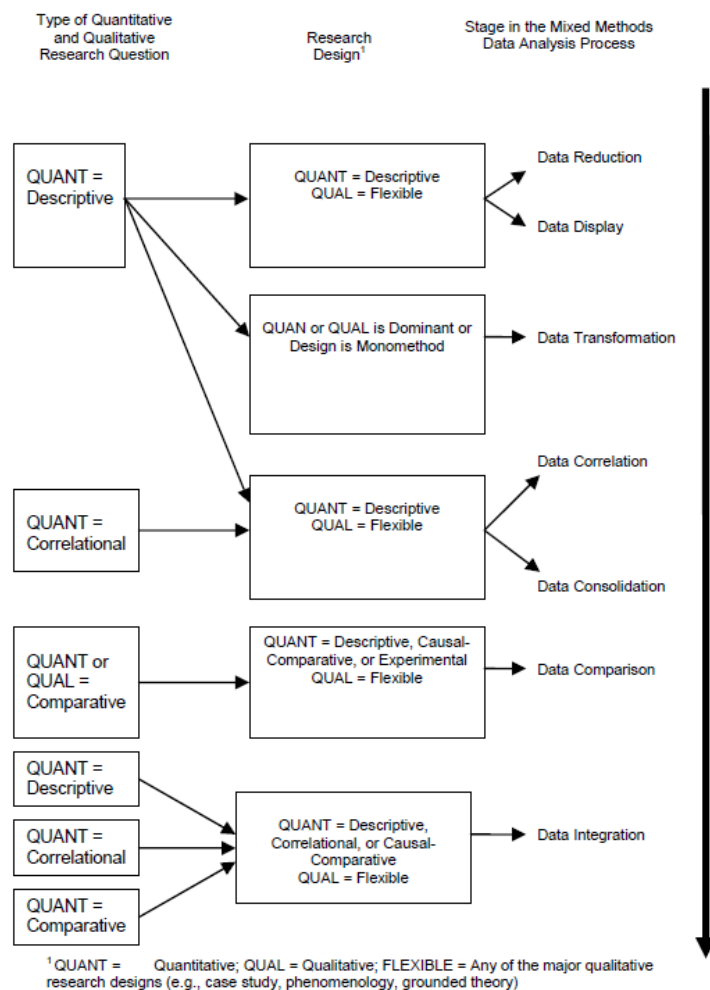 Type of Quantitative
and Qualitative
Research Question
Research
Design¹
Stage in the Mixed Methods
Data Analysis Process
QUANT =
Descriptive
QUANT = Descriptive
QUAL = Flexible
Data Reduction
Data Display
QUAN or QUAL is Dominant or
Design is Monomethod
Data Transformation
QUANT =
Correlational
QUANT = Descriptive
QUAL = Flexible
Data Correlation
Data Consolidation
QUANT or
QUAL =
Comparative
QUANT = Descriptive, Causal-
Comparative, or Experimental
QUAL = Flexible
Data Comparison
QUANT =
Descriptive
QUANT =
Correlational
QUANT =
Comparative
QUANT = Descriptive,
Correlational, or Causal-
Comparative
QUAL = Flexible
Data Integration
¹ QUANT = Quantitative; QUAL = Qualitative; FLEXIBLE = Any of the major qualitative
research designs (e.g., case study, phenomenology, grounded theory)